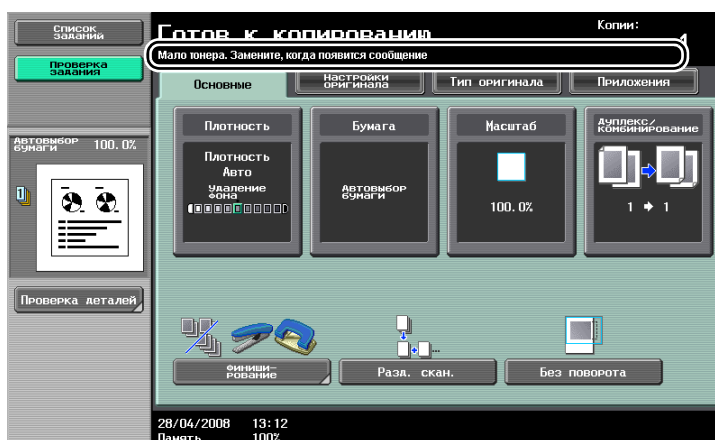 Список
заданий
Проверка
задания
Готов к копированию
Копии:
Мало тонера. Замените, когда появится сообщение
Основные
Настройки
оригинала
Тип оригинала
Приложения
Автовыбор
бумаги 100.0%
1
Проверка деталей
Плотность
Плотность
Авто
Удаление
фона
Бумага
Автовыбор
бумаги
Масштаб
100.0%
Дуплекс/
Комбинирование
1 → 1
Финиши-
рование
Разд. скан.
Без поворота
28/04/2008 13:12
Память 100%